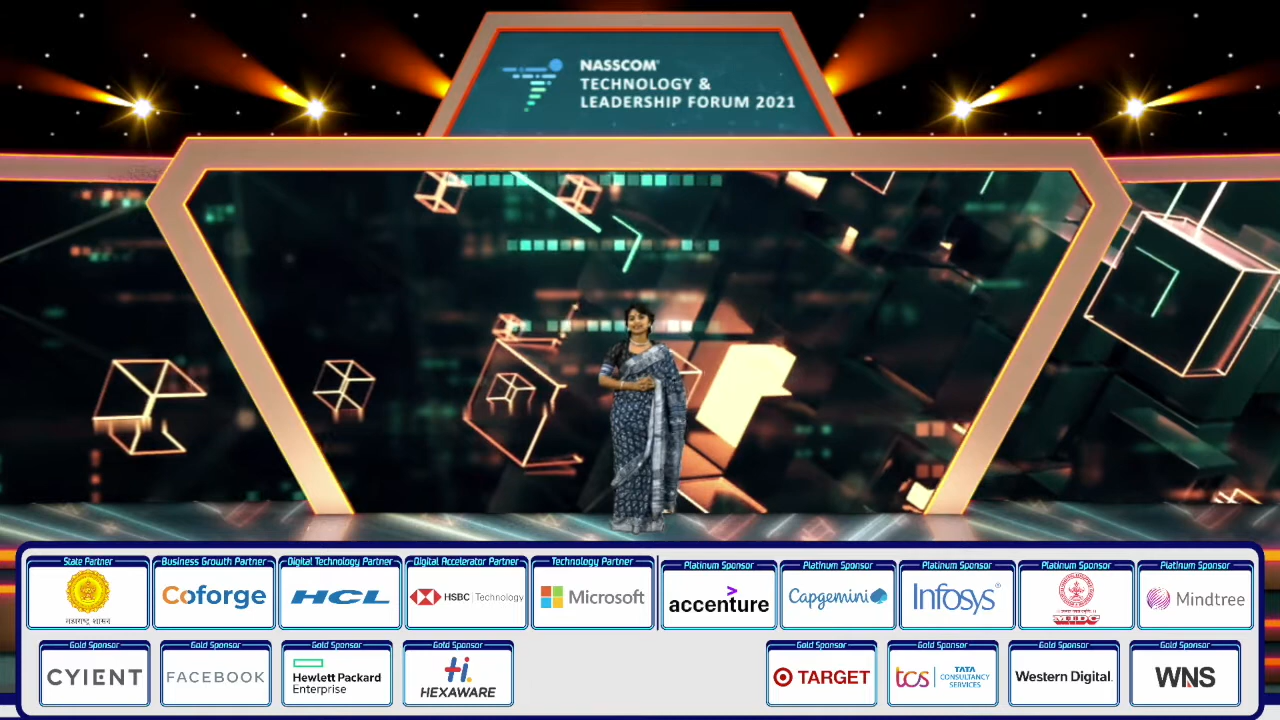 NASSCOM®
TECHNOLOGY &
LEADERSHIP FORUM 2021
State Partner
महाराष्ट्र शासन
Business Growth Partner
Coforge
Digital Technology Partner
HCL
Digital Accelerator Partner
HSBC | Technology
Technology Partner
Microsoft
Platinum Sponsor
accenture
Platinum Sponsor
Capgemini
Platinum Sponsor
Infosys®
Platinum Sponsor
MIDC
Platinum Sponsor
Mindtree
Gold Sponsor
CYIENT
Gold Sponsor
FACEBOOK
Gold Sponsor
Hewlett Packard
Enterprise
Gold Sponsor
Hi.
HEXAWARE
Gold Sponsor
TARGET
Gold Sponsor
tcs
TATA
CONSULTANCY
SERVICES
Gold Sponsor
Western Digital.
Gold Sponsor
WNS